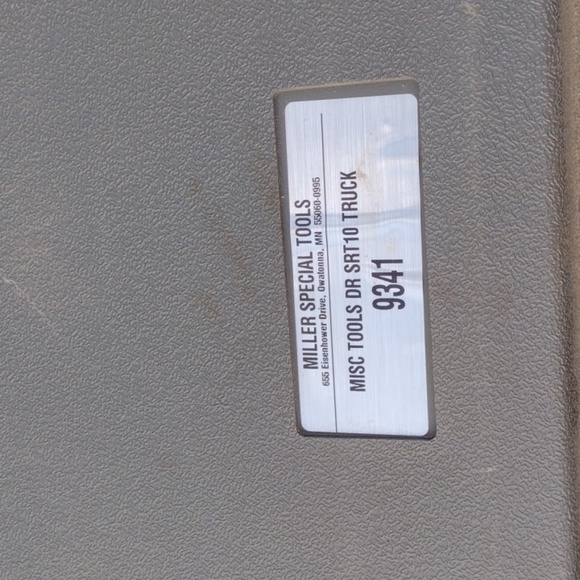 MILLER SPECIAL TOOLS
655 Eisenhower Drive, Owatonna, MN 55060-0995
MISC TOOLS DR SRT10 TRUCK
9341